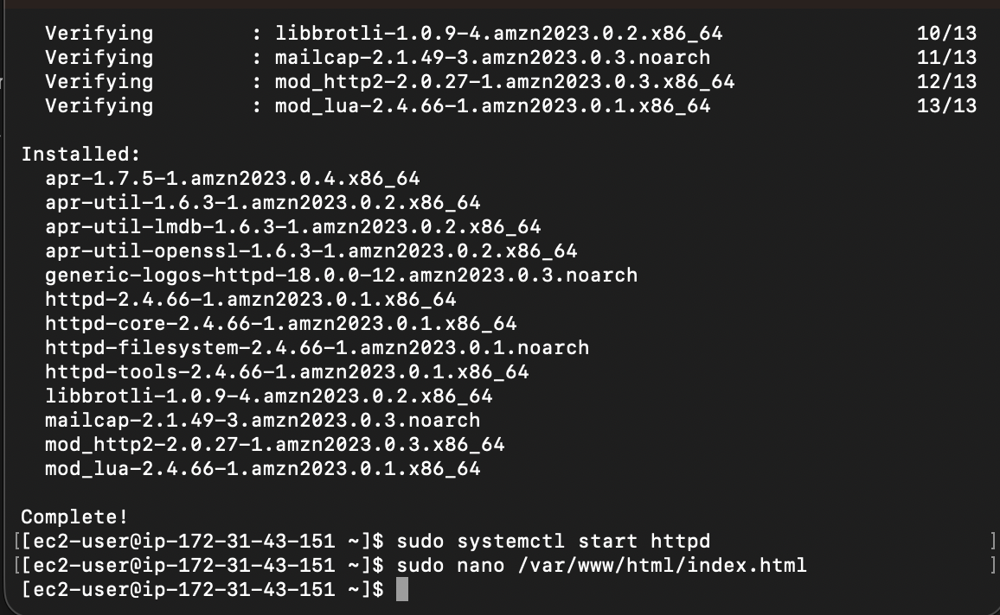 Verifying : libbrotli-1.0.9-4.amzn2023.0.2.x86_64 10/13
Verifying : mailcap-2.1.49-3.amzn2023.0.3.noarch 11/13
Verifying : mod_http2-2.0.27-1.amzn2023.0.3.x86_64 12/13
Verifying : mod_lua-2.4.66-1.amzn2023.0.1.x86_64 13/13
Installed:
apr-1.7.5-1.amzn2023.0.4.x86_64
apr-util-1.6.3-1.amzn2023.0.2.x86_64
apr-util-lmdb-1.6.3-1.amzn2023.0.2.x86_64
apr-util-openssl-1.6.3-1.amzn2023.0.2.x86_64
generic-logos-httpd-18.0.0-12.amzn2023.0.3.noarch
httpd-2.4.66-1.amzn2023.0.1.x86_64
httpd-core-2.4.66-1.amzn2023.0.1.x86_64
httpd-filesystem-2.4.66-1.amzn2023.0.1.noarch
httpd-tools-2.4.66-1.amzn2023.0.1.x86_64
libbrotli-1.0.9-4.amzn2023.0.2.x86_64
mailcap-2.1.49-3.amzn2023.0.3.noarch
mod_http2-2.0.27-1.amzn2023.0.3.x86_64
mod_lua-2.4.66-1.amzn2023.0.1.x86_64
Complete!
[[ec2-user@ip-172-31-43-151 ~]$ sudo systemctl start httpd ]
[[ec2-user@ip-172-31-43-151 ~]$ sudo nano /var/www/html/index.html ]
[ec2-user@ip-172-31-43-151 ~]$